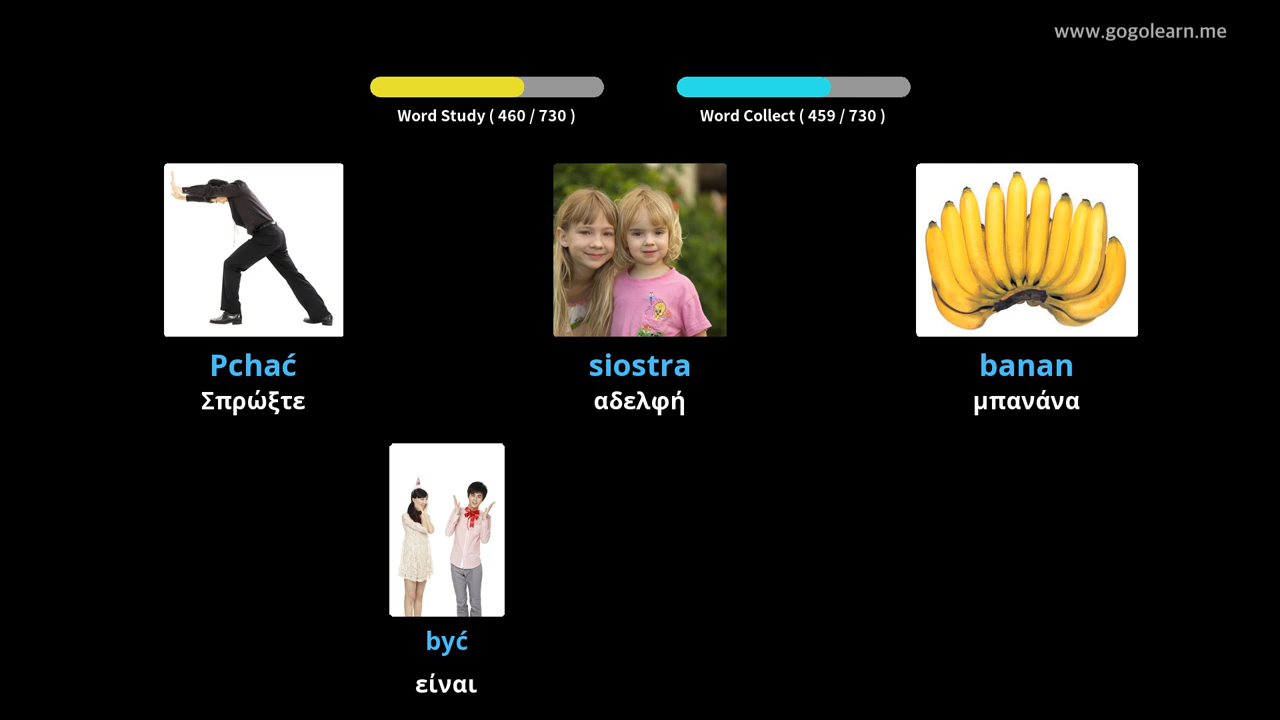 www.gogolearn.me
Word Study ( 460 / 730 )
Word Collect ( 459 / 730 )
Pchać
siostra
banan
Σπρώξτε
αδελφή
μπανάνα
być
είναι